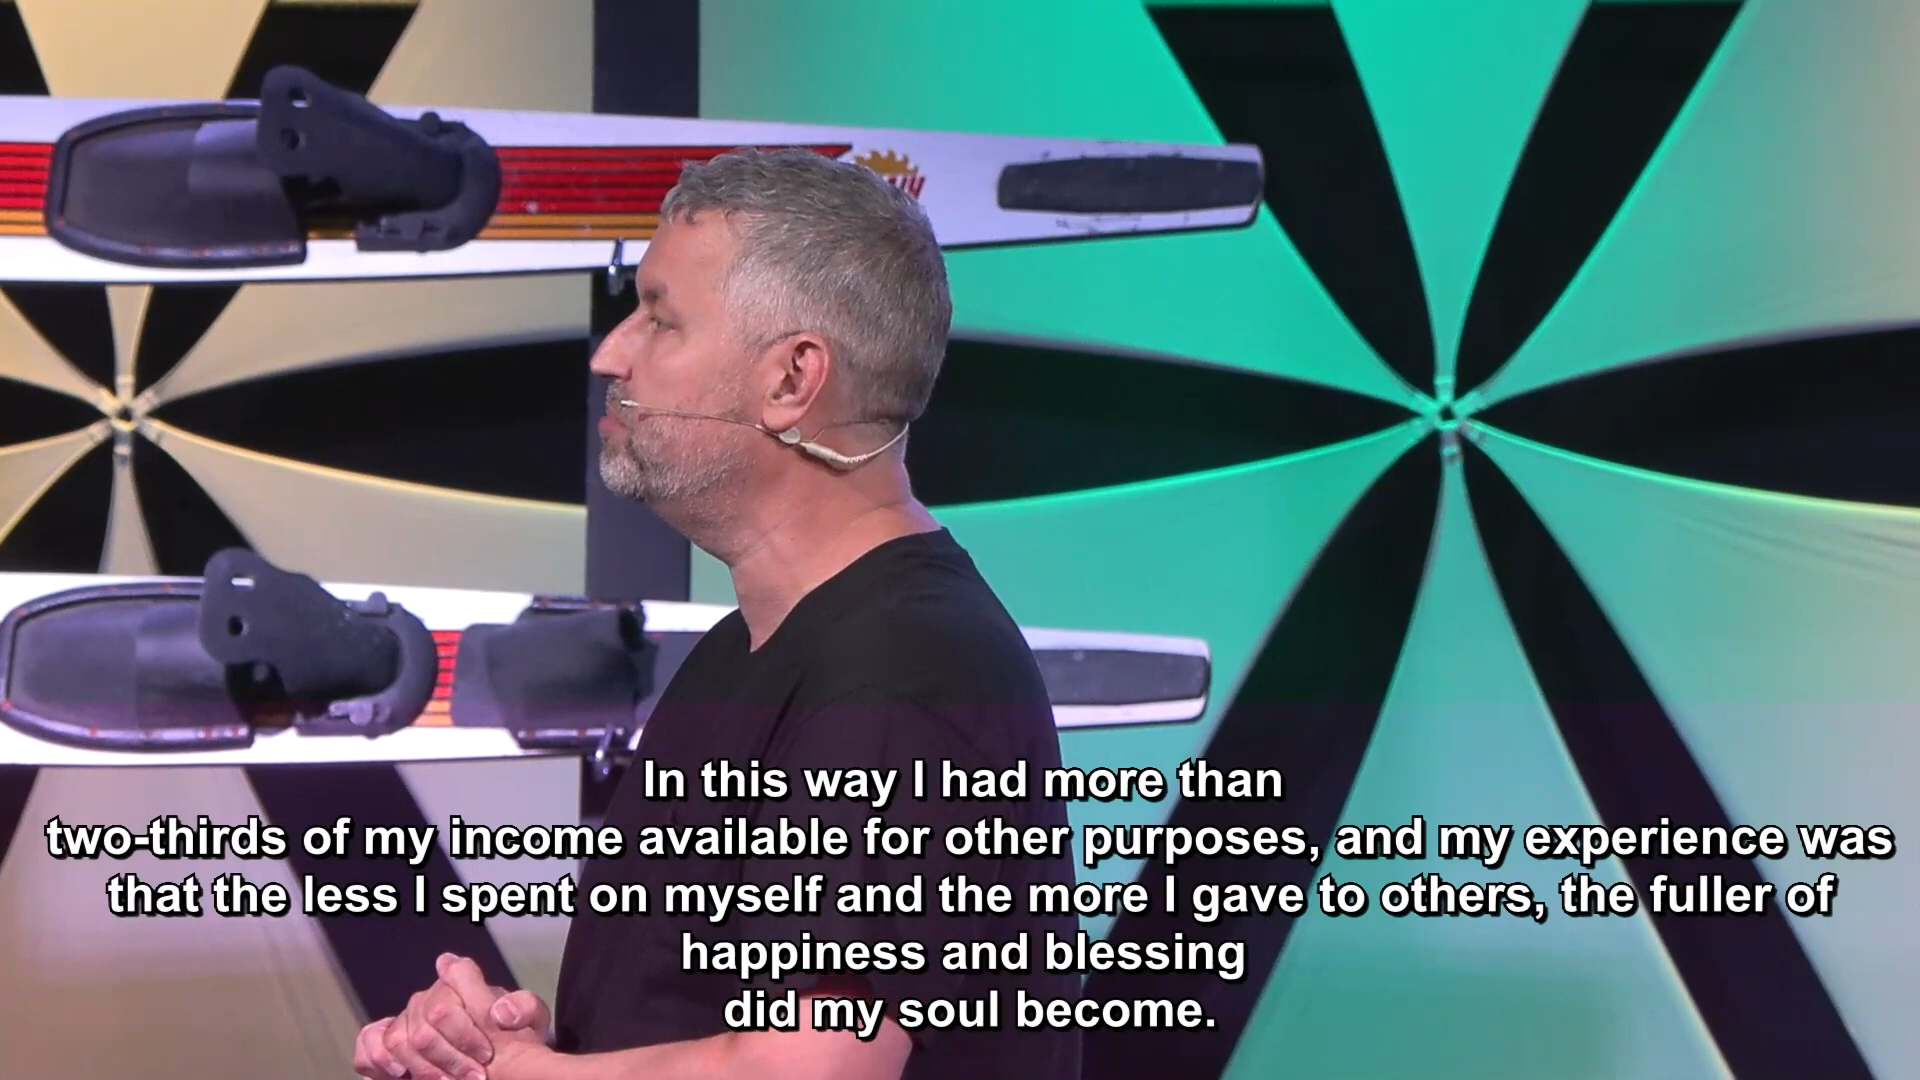 In this way I had more than
two-thirds of my income available for other purposes, and my experience was
that the less I spent on myself and the more I gave to others, the fuller of
happiness and blessing
did my soul become.